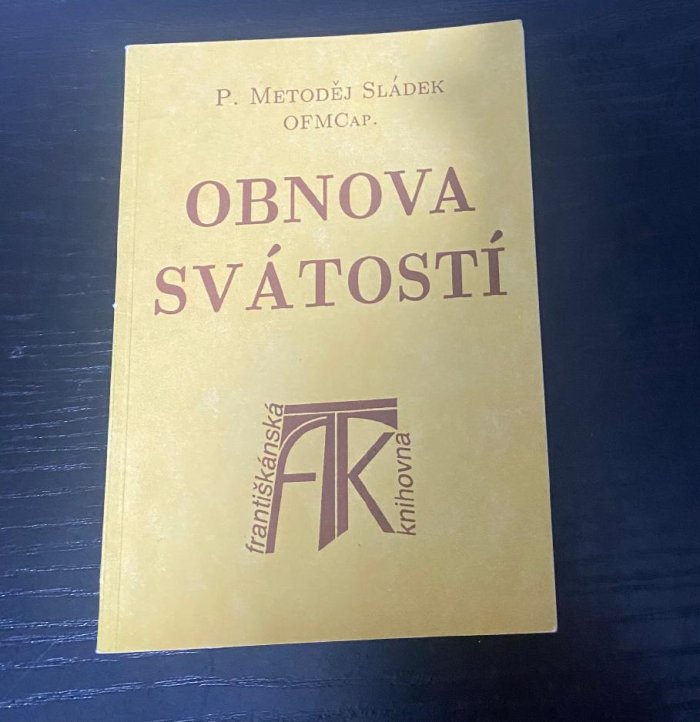 P. METODĚJ SLÁDEK
OFMCAP.
OBNOVA
SVÁTOSTÍ
františkánská
FTK
knihovna